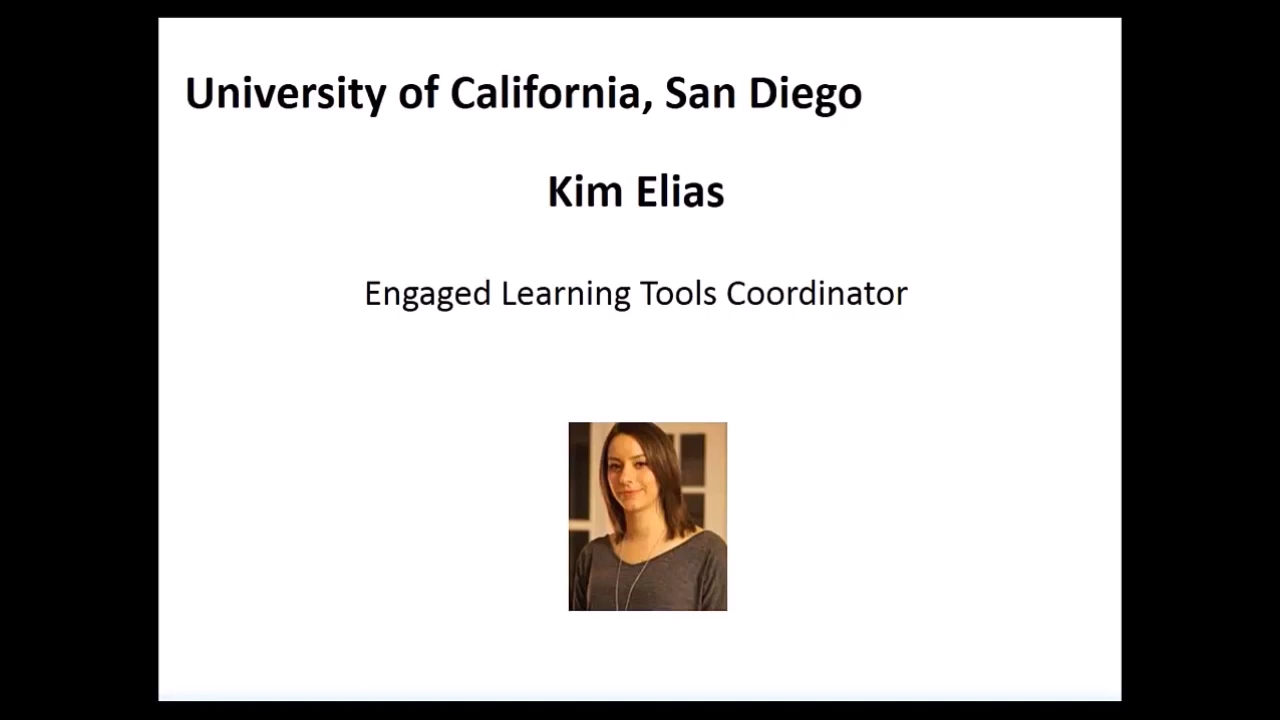 University of California, San Diego
Kim Elias
Engaged Learning Tools Coordinator